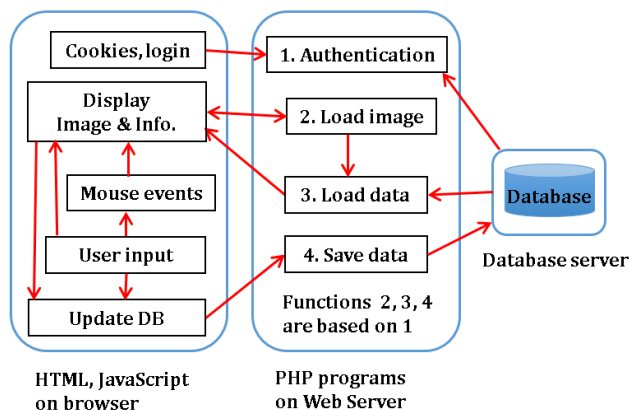 Cookies, login
Display
Image & Info.
Mouse events
User input
Update DB
HTML, JavaScript
on browser
1. Authentication
2. Load image
3. Load data
4. Save data
Functions 2, 3, 4
are based on 1
PHP programs
on Web Server
Database
Database server